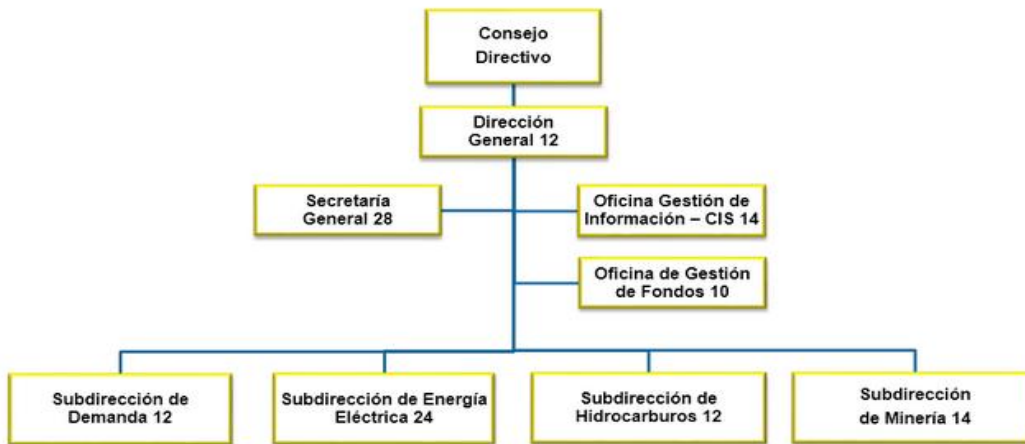 Consejo
Directivo
Dirección
General 12
Secretaría
General 28
Oficina Gestión de
Información – CIS 14
Oficina de Gestión
de Fondos 10
Subdirección de
Demanda 12
Subdirección de Energía
Eléctrica 24
Subdirección de
Hidrocarburos 12
Subdirección
de Minería 14